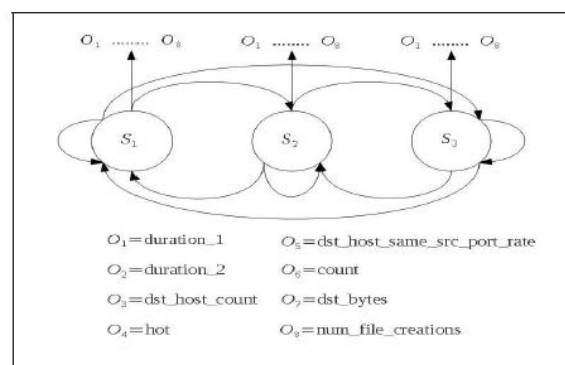 O₁ ........ O₈ O₁ ....... O₈ O₁ ...... O₈
S₁ S₂ S₃
O₁=duration_1 O₅=dst_host_same_src_port_rate
O₂=duration_2 O₆=count
O₃=dst_host_count O₇=dst_bytes
O₄=hot O₈=num_file_creations